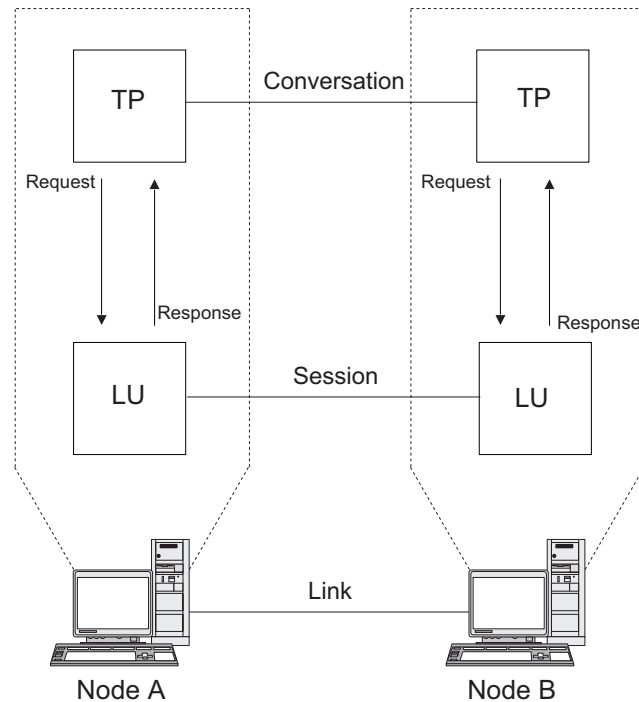 TP
Conversation
TP
Request
Request
Response
Response
LU
Session
LU
Link
Node A
Node B